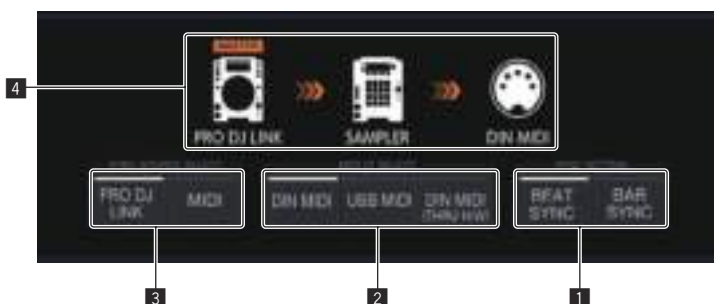 MASTER
PRO DJ LINK SAMPLER DIN MIDI
4
PRO DJ LINK MIDI DIN MIDI USB MIDI DIN MIDI (THRU H/W) BEAT SYNC BAR SYNC
3 2 1